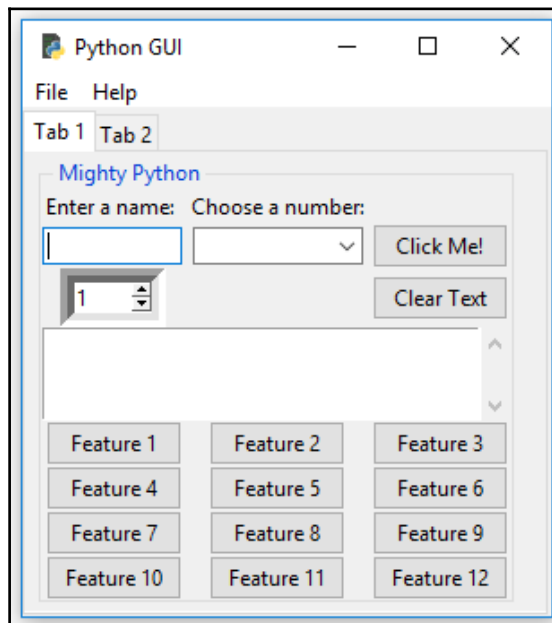 Python GUI
File Help
Tab 1 Tab 2
Mighty Python
Enter a name: Choose a number:
Click Me!
1 Clear Text
Feature 1 Feature 2 Feature 3
Feature 4 Feature 5 Feature 6
Feature 7 Feature 8 Feature 9
Feature 10 Feature 11 Feature 12